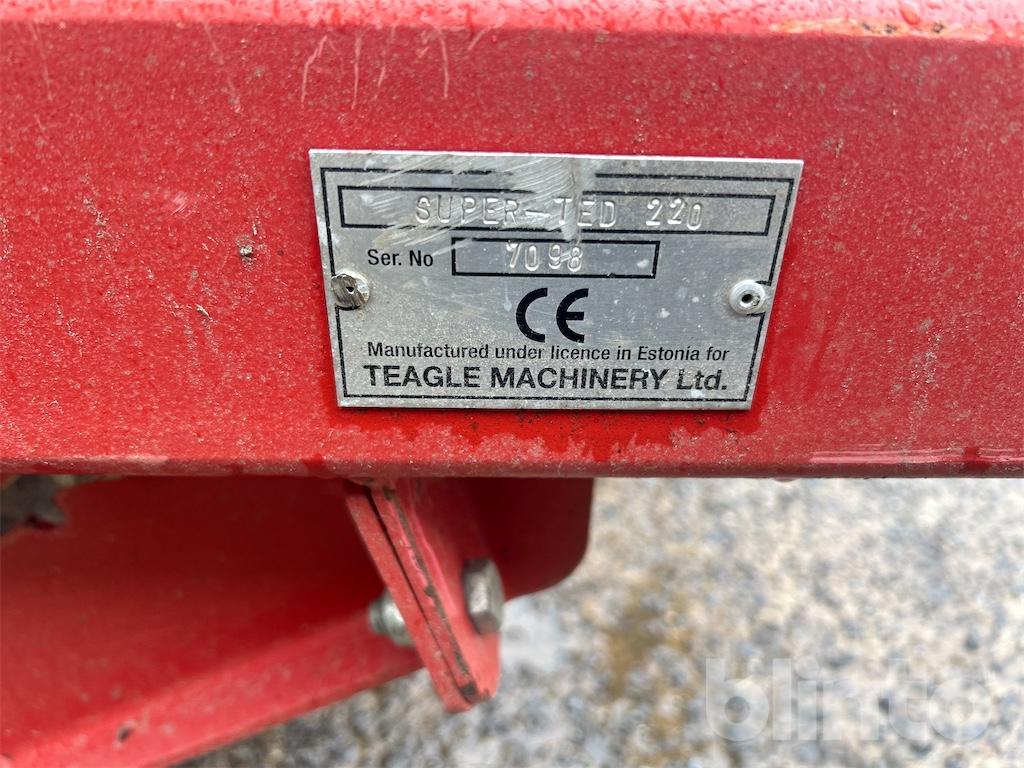 SUPER-TED 220
Ser. No 7098
CE
Manufactured under licence in Estonia for
TEAGLE MACHINERY Ltd.
blinto